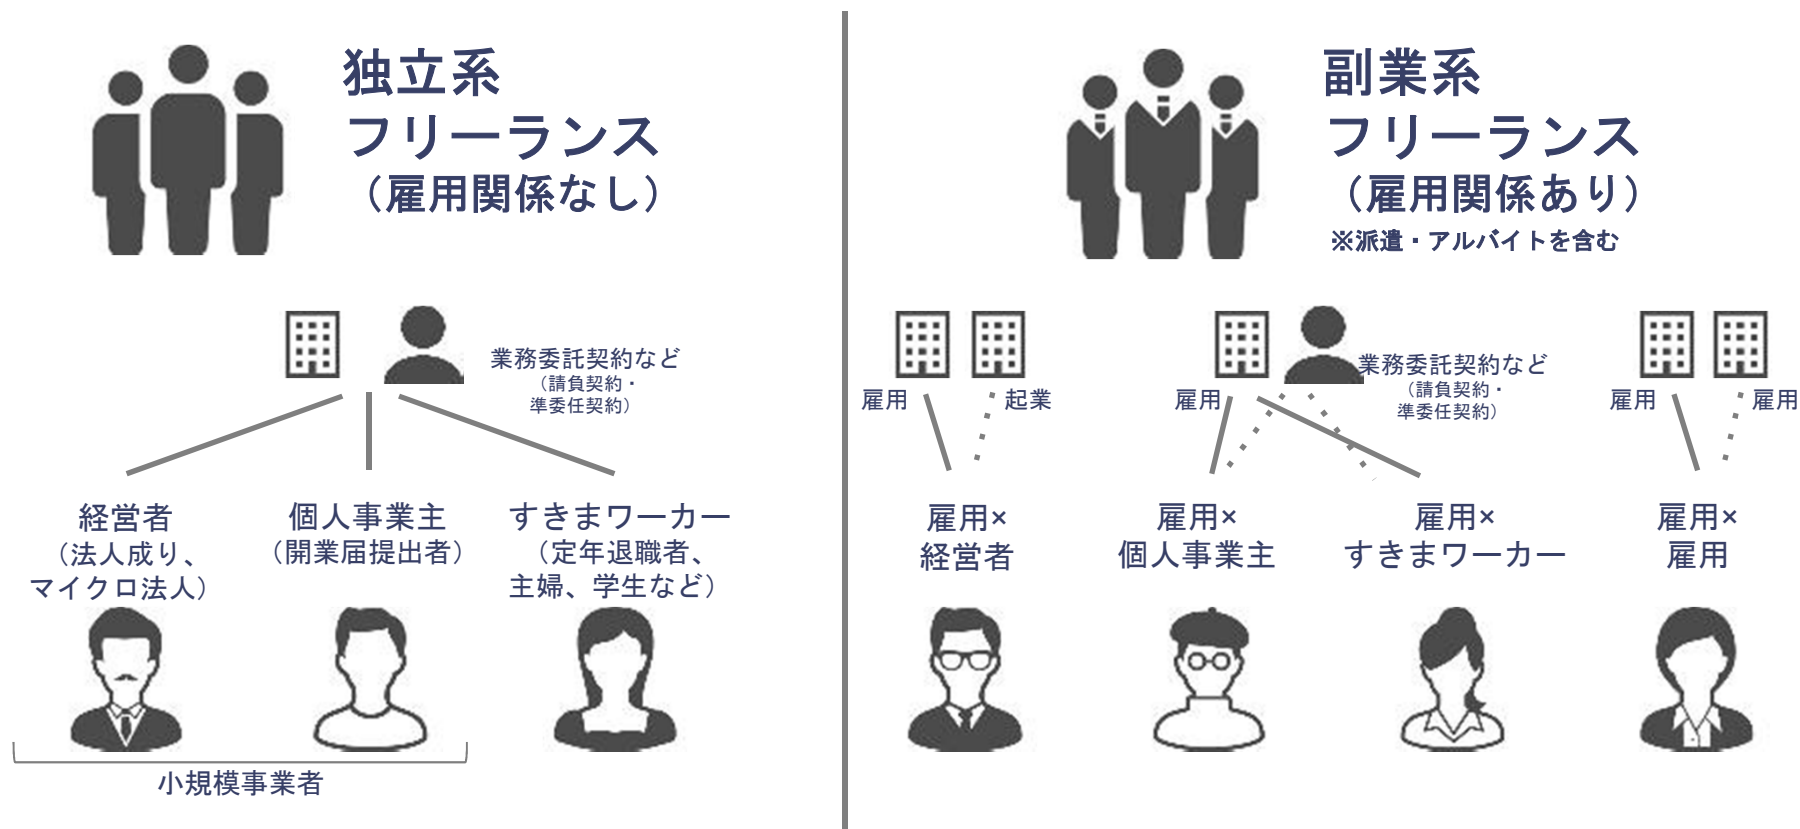 独立系
フリーランス
（雇用関係なし）
業務委託契約など
（請負契約・
準委任契約）
経営者
（法人成り、
マイクロ法人）
個人事業主
（開業届提出者）
すきまワーカー
（定年退職者、
主婦、学生など）
小規模事業者
副業系
フリーランス
（雇用関係あり）
※派遣・アルバイトを含む
雇用
起業
雇用
業務委託契約など
（請負契約・
準委任契約）
雇用
雇用
雇用×
経営者
雇用×
個人事業主
雇用×
すきまワーカー
雇用×
雇用